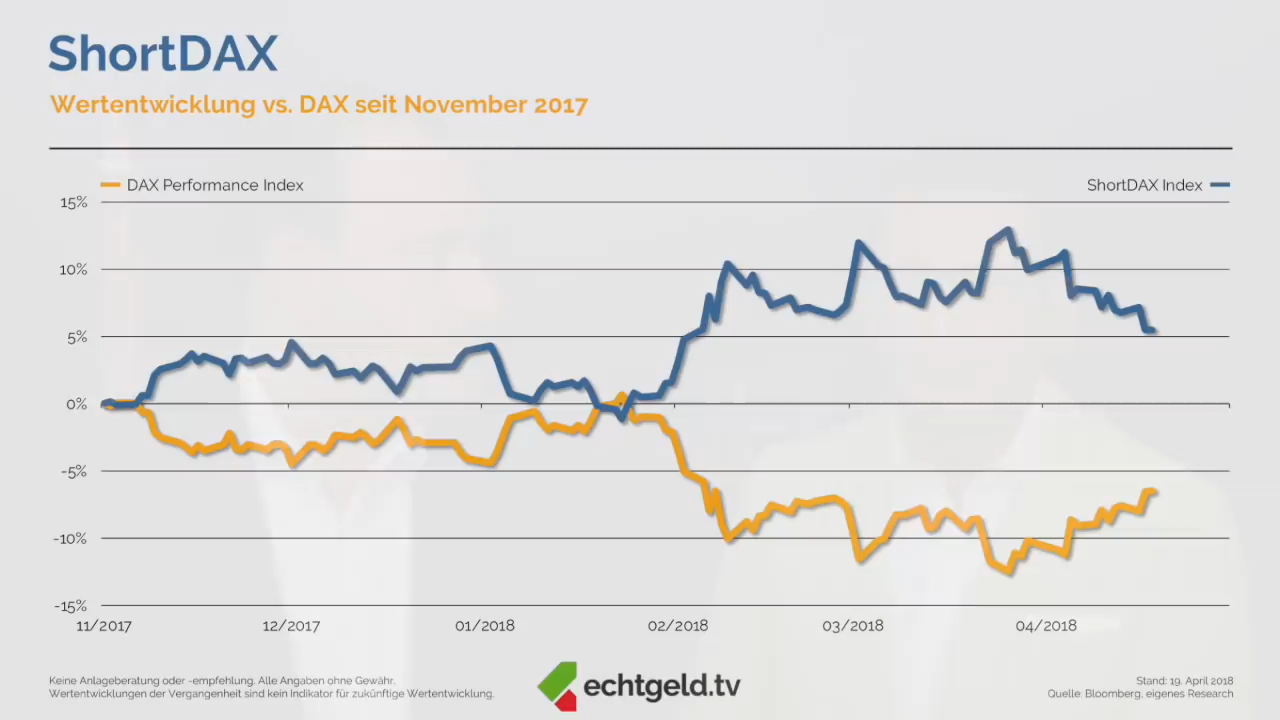 ShortDAX
Wertentwicklung vs. DAX seit November 2017
DAX Performance Index
ShortDAX Index
15%
10%
5%
0%
-5%
-10%
-15%
11/2017
12/2017
01/2018
02/2018
03/2018
04/2018
Keine Anlageberatung oder -empfehlung. Alle Angaben ohne Gewähr.
Wertentwicklungen der Vergangenheit sind kein Indikator für zukünftige Wertentwicklung.
echtgeld.tv
Stand: 19. April 2018
Quelle: Bloomberg, eigenes Research